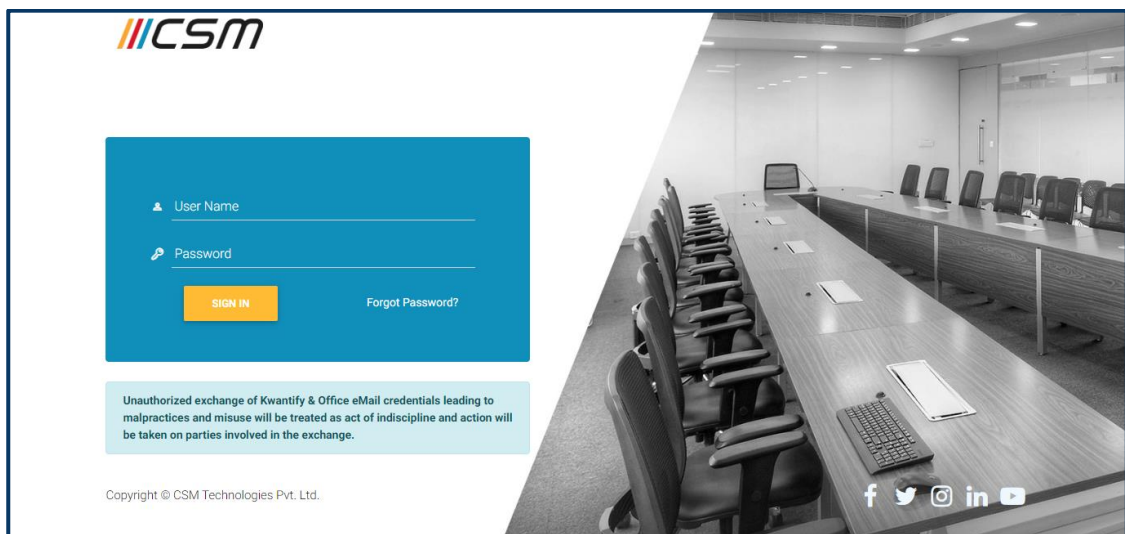 CSM
User Name
Password
SIGN IN
Forgot Password?
Unauthorized exchange of Kwantify & Office eMail credentials leading to
malpractices and misuse will be treated as act of indiscipline and action will
be taken on parties involved in the exchange.
Copyright © CSM Technologies Pvt. Ltd.